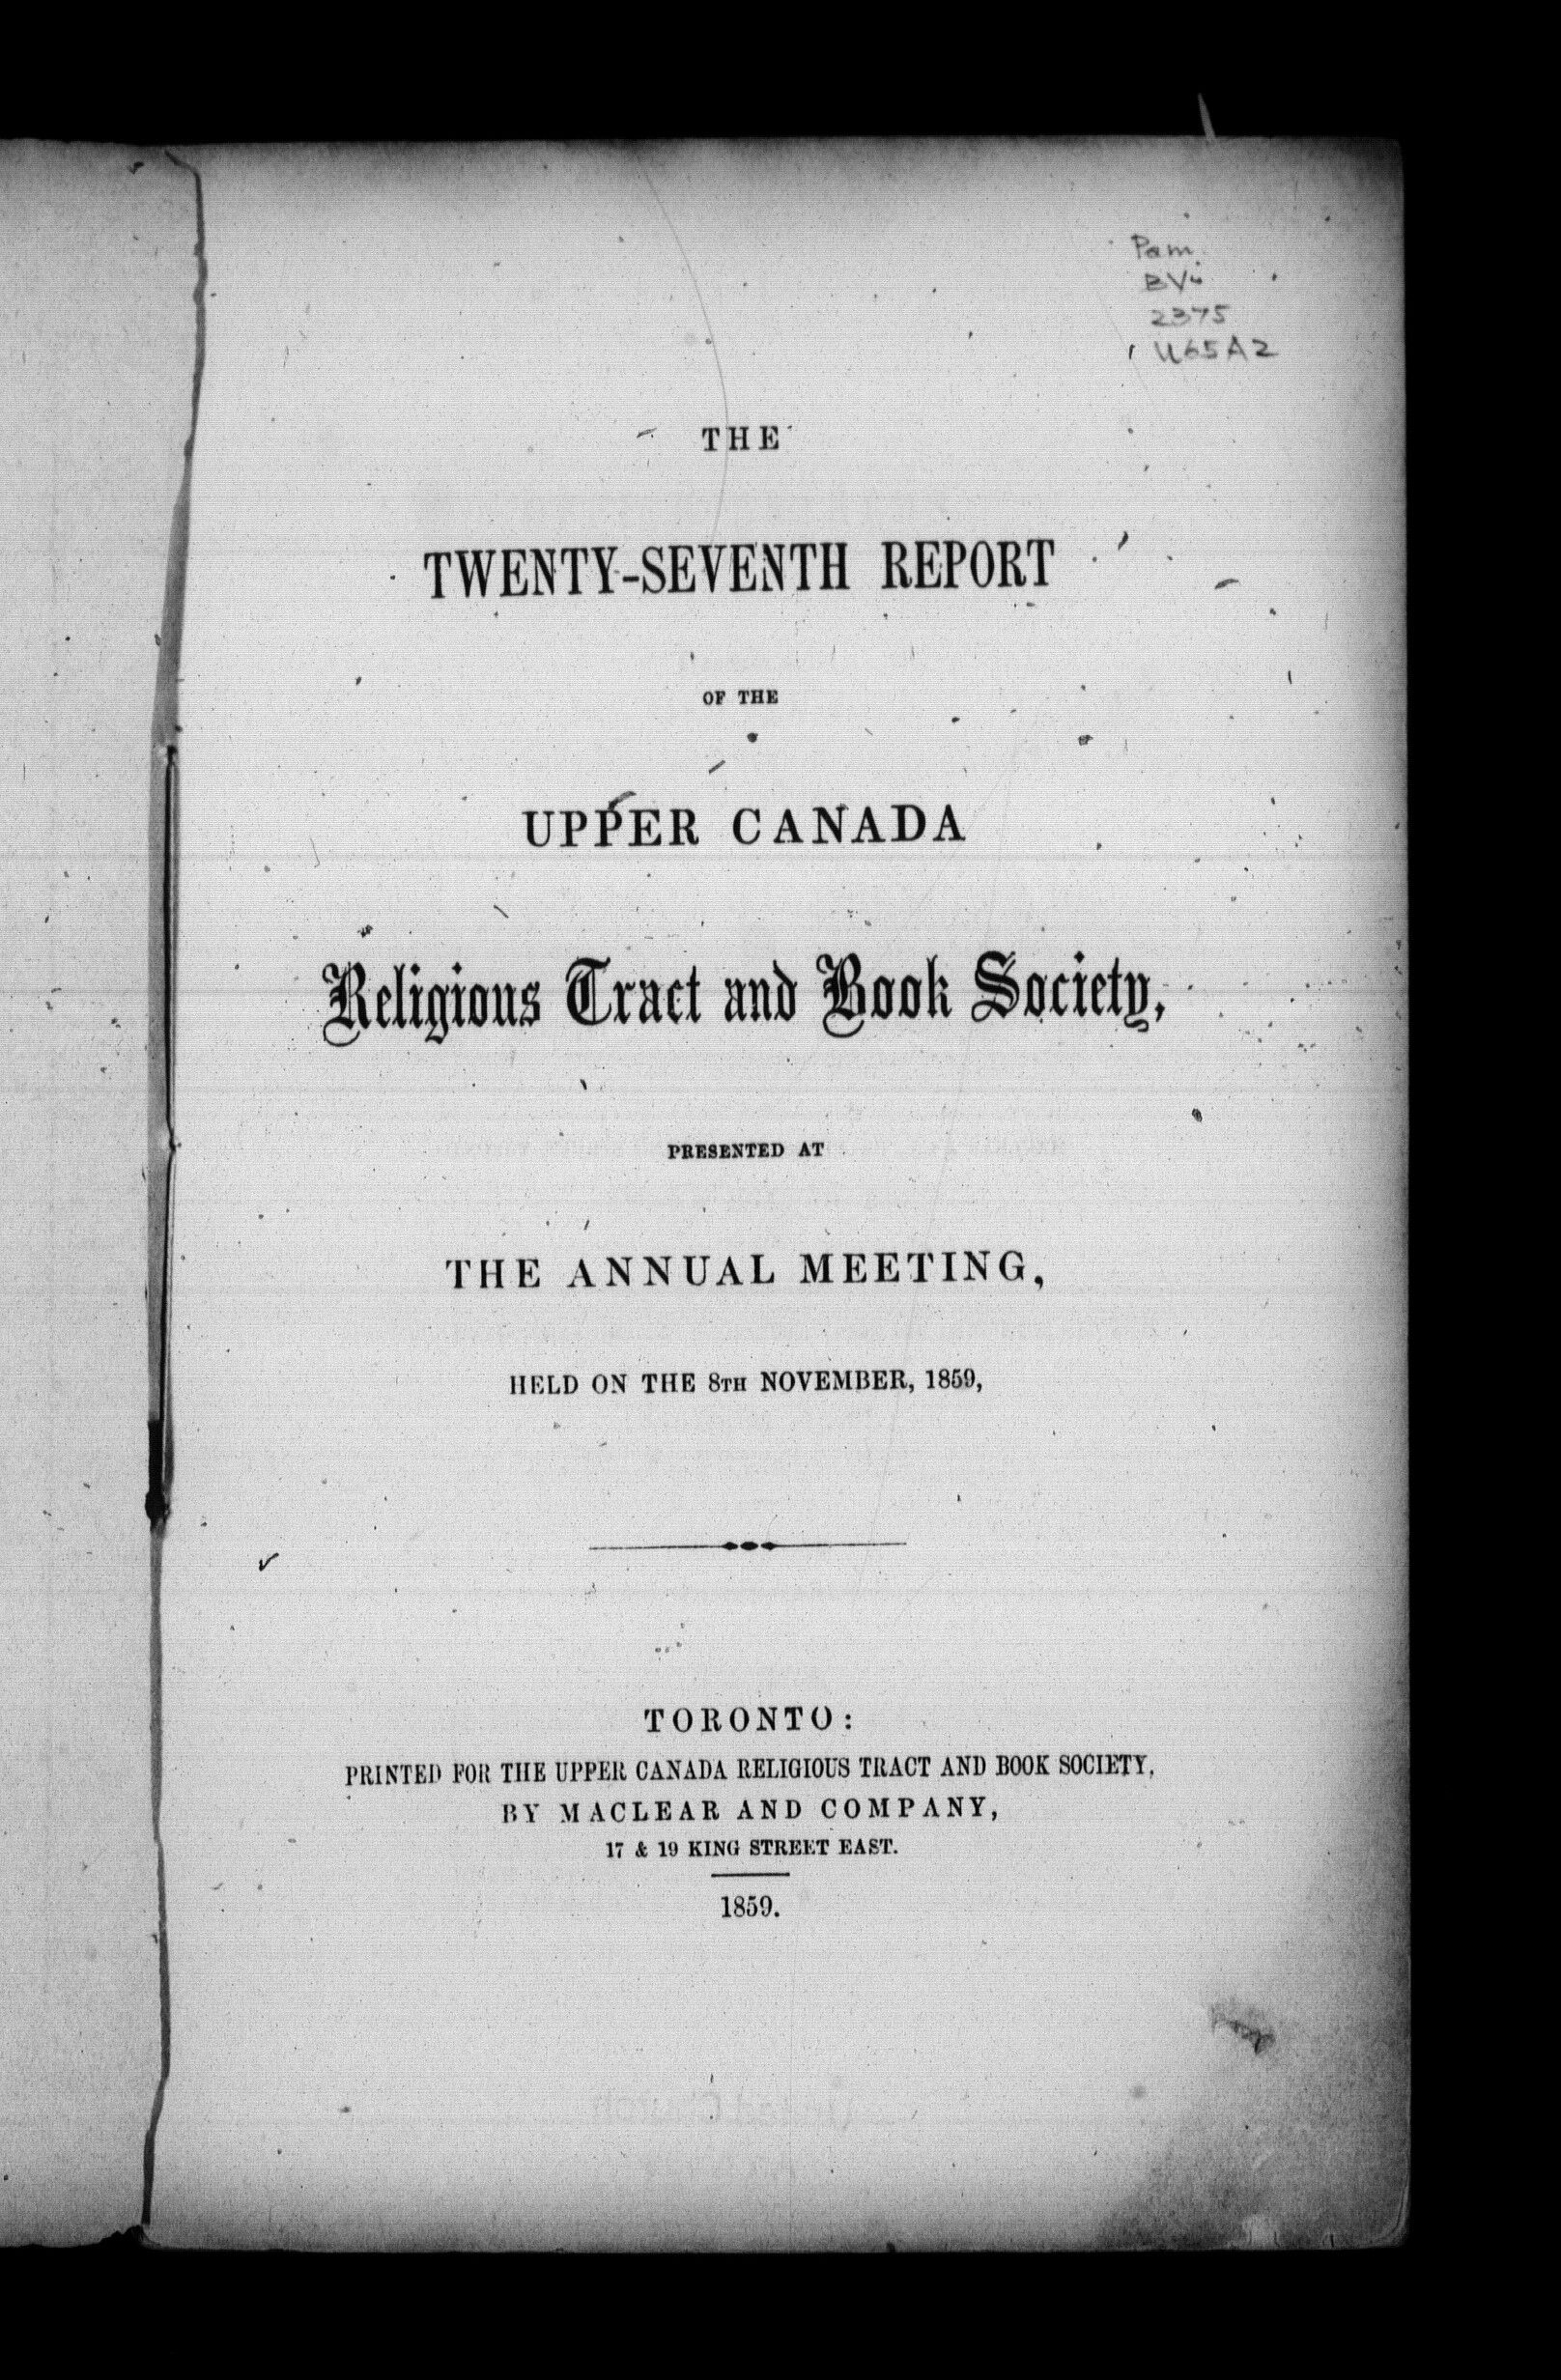 Pam.
BV
2375
U65A2
THE
TWENTY-SEVENTH REPORT
OF THE
UPPER CANADA
Religious Tract and Book Society,
PRESENTED AT
THE ANNUAL MEETING,
HELD ON THE 8TH NOVEMBER, 1859,
TORONTO:
PRINTED FOR THE UPPER CANADA RELIGIOUS TRACT AND BOOK SOCIETY,
BY MACLEAR AND COMPANY,
17 & 19 KING STREET EAST.
1859.